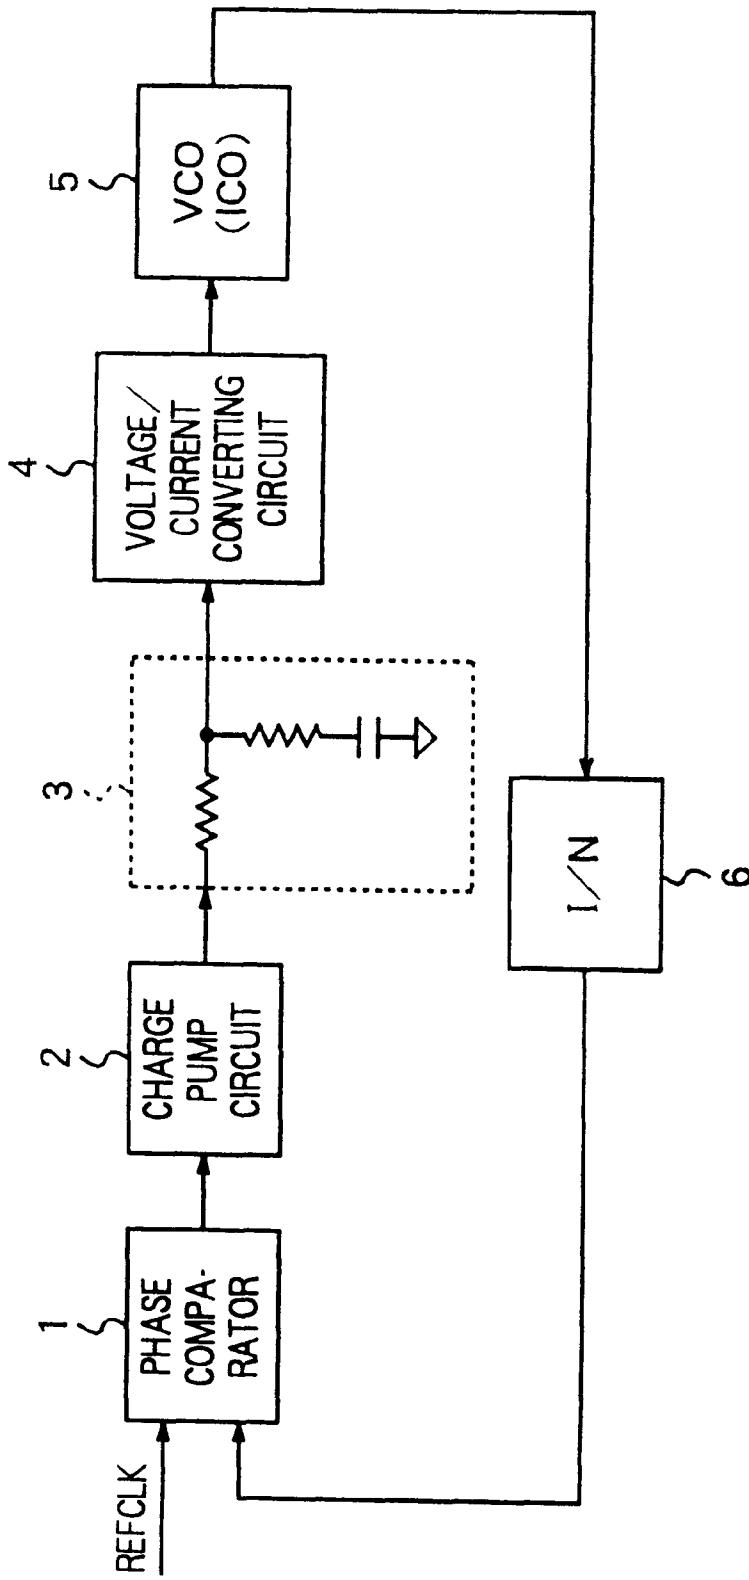 REFCLK
1
PHASE
COMPA-
RATOR
2
CHARGE
PUMP
CIRCUIT
3
4
VOLTAGE/
CURRENT
CONVERTING
CIRCUIT
5
VCO
(ICO)
I/N
6